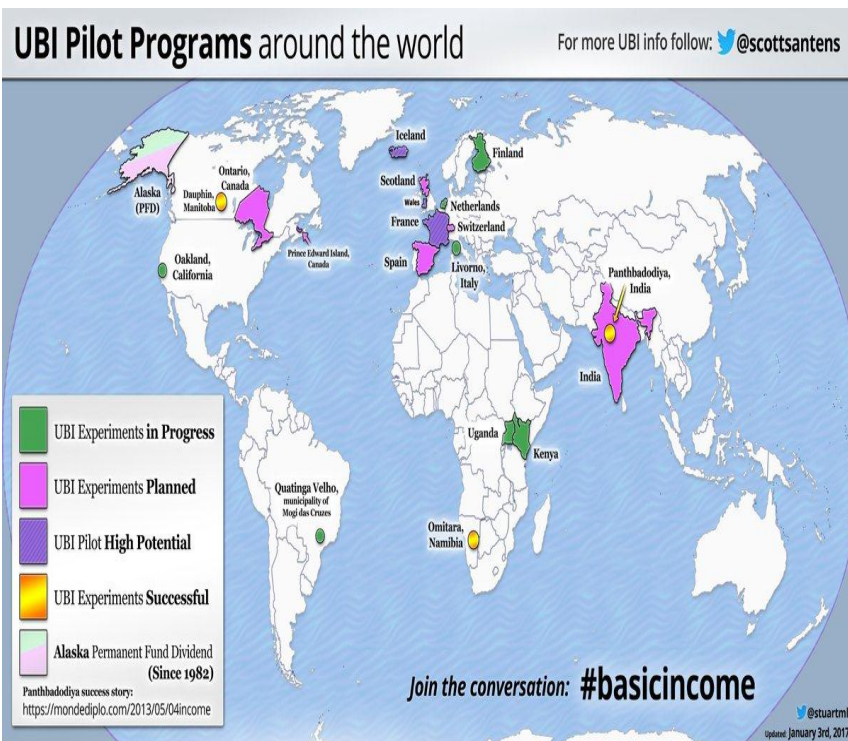 UBI Pilot Programs around the world
For more UBI info follow: @scottsantens
Iceland
Finland
Scotland
Wales
Netherlands
France
Switzerland
Spain
Livorno,
Italy
Alaska
(PFD)
Dauphin,
Manitoba
Ontario,
Canada
Prince Edward Island,
Canada
Oakland,
California
Panthbadodiya,
India
India
Uganda
Kenya
Quatinga Velho,
municipality of
Mogi das Cruzes
Omitara,
Namibia
UBI Experiments in Progress
UBI Experiments Planned
UBI Pilot High Potential
UBI Experiments Successful
Alaska Permanent Fund Dividend
(Since 1982)
Panthbadodiya success story:
https://mondediplo.com/2013/05/04income
Join the conversation: #basicincome
Updated: January 3rd, 2017